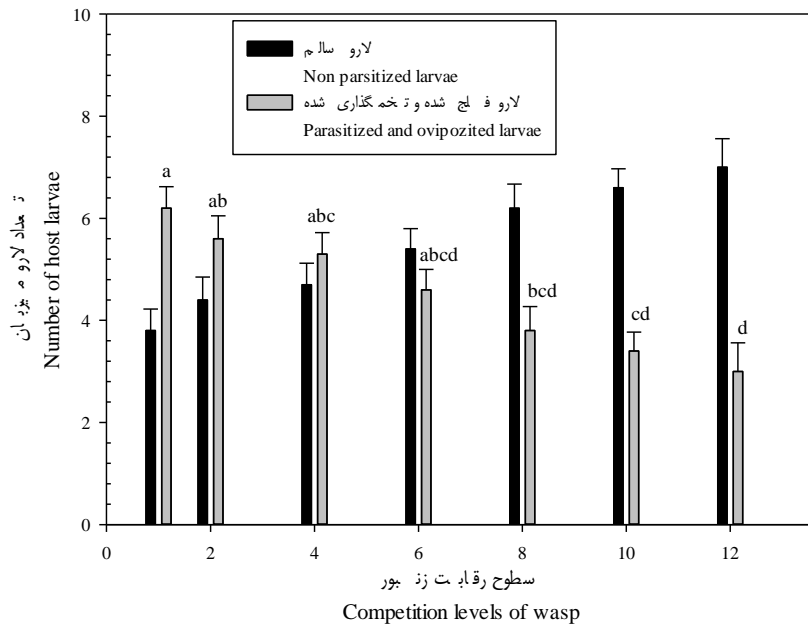 10
8
6
4
2
0
تعداد لارو میزبان
Number of host larvae
لارو سالم
Non parsitized larvae
لارو فلج شده و تخمگذاری شده
Parasitized and ovipozited larvae
a
ab
abc
abcd
bcd
cd
d
0 2 4 6 8 10 12
سطوح رقابت زنبور
Competition levels of wasp